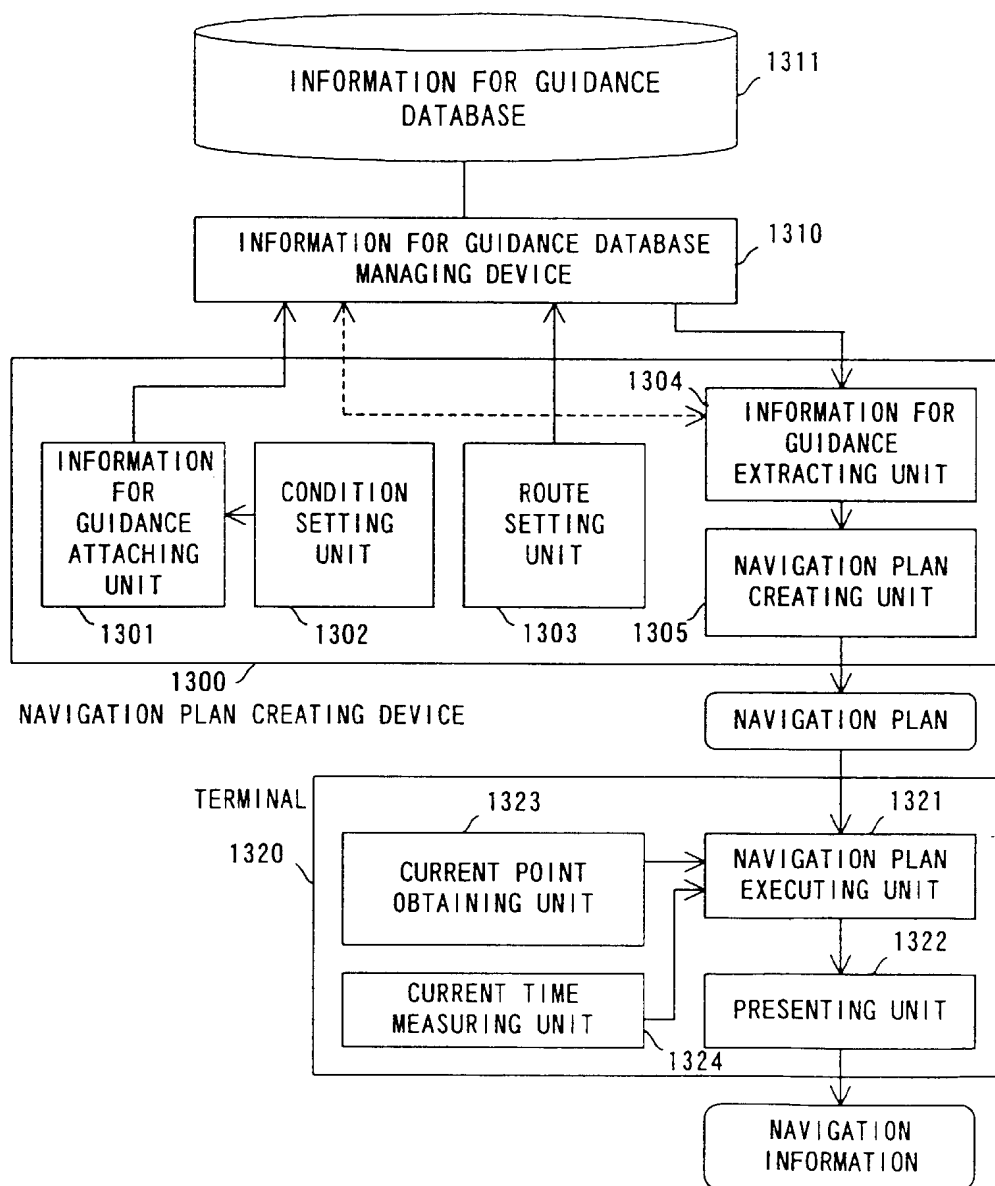 INFORMATION FOR GUIDANCE
DATABASE
1311
INFORMATION FOR GUIDANCE DATABASE
MANAGING DEVICE
1310
1304
INFORMATION FOR
GUIDANCE
EXTRACTING UNIT
INFORMATION
FOR
GUIDANCE
ATTACHING
UNIT
CONDITION
SETTING
UNIT
ROUTE
SETTING
UNIT
NAVIGATION PLAN
CREATING UNIT
1301
1302
1303
1305
1300
NAVIGATION PLAN CREATING DEVICE
NAVIGATION PLAN
TERMINAL
1323
1321
1320
CURRENT POINT
OBTAINING UNIT
NAVIGATION PLAN
EXECUTING UNIT
1322
CURRENT TIME
MEASURING UNIT
PRESENTING UNIT
1324
NAVIGATION
INFORMATION